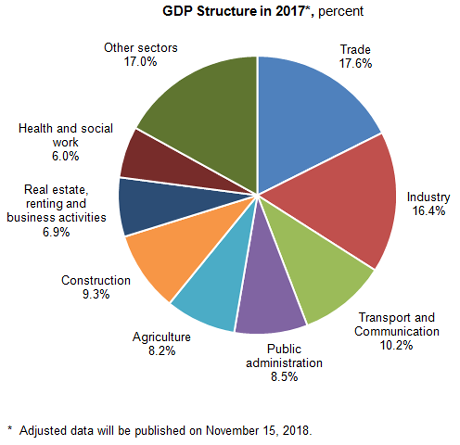 GDP Structure in 2017*, percent
Other sectors
17.0%
Trade
17.6%
Health and social
work
6.0%
Industry
16.4%
Real estate,
renting and
business activities
6.9%
Construction
9.3%
Transport and
Communication
10.2%
Agriculture
8.2%
Public
administration
8.5%
* Adjusted data will be published on November 15, 2018.